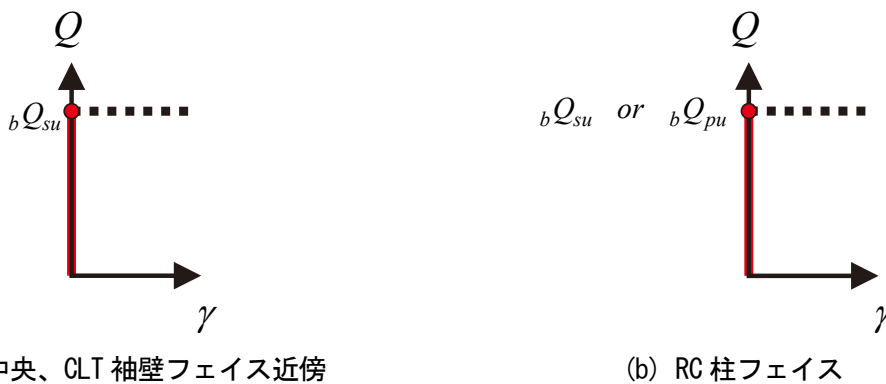 Q
Q
bQsu
bQsu or bQpu
γ
γ
中央、CLT 袖壁フェイス近傍
(b) RC 柱フェイス